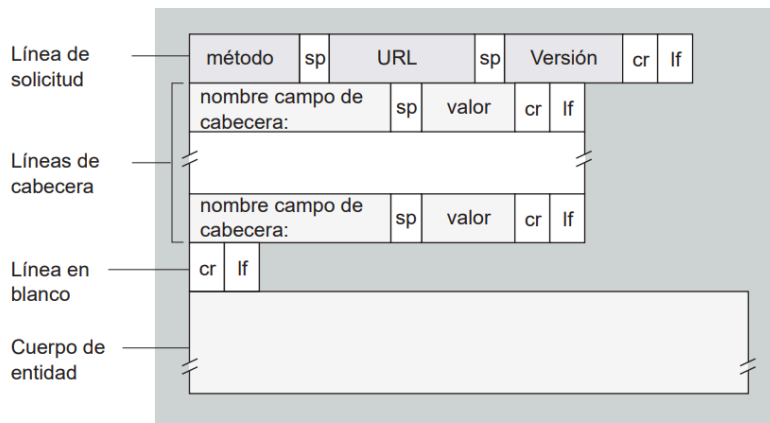 Línea de
solicitud
método sp URL sp Versión cr lf
nombre campo de
cabecera: sp valor cr lf
Líneas de
cabecera
nombre campo de
cabecera: sp valor cr lf
Línea en
blanco
cr lf
Cuerpo de
entidad